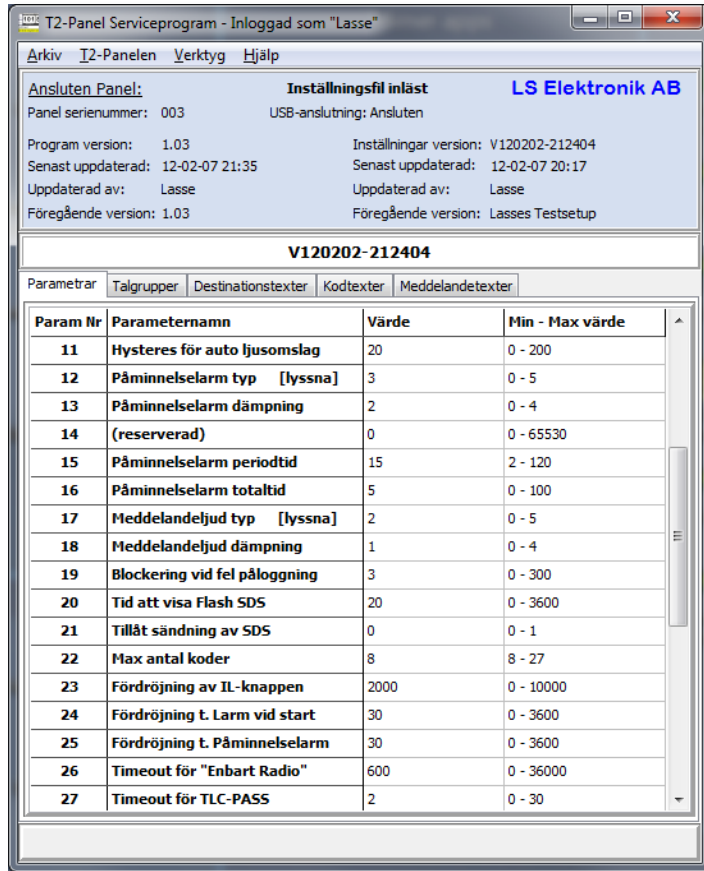 T2-Panel Serviceprogram - Inloggad som "Lasse"
Arkiv T2-Panelen Verktyg Hjälp
Ansluten Panel: Inställningsfil inläst LS Elektronik AB
Panel serienummer: 003 USB-anslutning: Ansluten
Program version: 1.03 Inställningar version: V120202-212404
Senast uppdaterad: 12-02-07 21:35 Senast uppdaterad: 12-02-07 20:17
Uppdaterad av: Lasse Uppdaterad av: Lasse
Föregående version: 1.03 Föregående version: Lasses Testsetup
V120202-212404
Parametrar Talgrupper Destinationstexter Kodtexter Meddelandetexter
Param Nr Parameternamn Värde Min - Max värde
11 Hysteres för auto ljusomslag 20 0 - 200
12 Påminnelselarm typ [lyssna] 3 0 - 5
13 Påminnelselarm dämpning 2 0 - 4
14 (reserverad) 0 0 - 65530
15 Påminnelselarm periodtid 15 2 - 120
16 Påminnelselarm totaltid 5 0 - 100
17 Meddelandeljud typ [lyssna] 2 0 - 5
18 Meddelandeljud dämpning 1 0 - 4
19 Blockering vid fel påloggning 3 0 - 300
20 Tid att visa Flash SDS 20 0 - 3600
21 Tillåt sändning av SDS 0 0 - 1
22 Max antal koder 8 8 - 27
23 Fördröjning av IL-knappen 2000 0 - 10000
24 Fördröjning t. Larm vid start 30 0 - 3600
25 Fördröjning t. Påminnelselarm 30 0 - 3600
26 Timeout för "Enbart Radio" 600 0 - 36000
27 Timeout för TLC-PASS 2 0 - 30